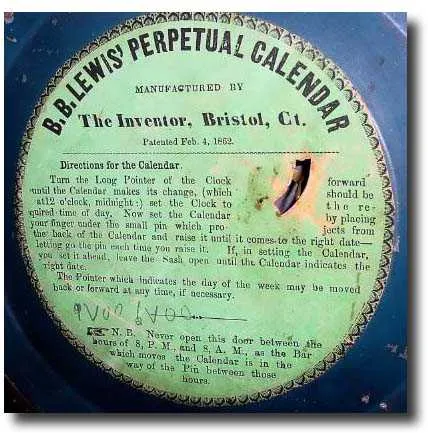 B.B. LEWIS' PERPETUAL CALENDAR
MANUFACTURED BY
The Inventor, Bristol, Ct.
Patented Feb. 4, 1862.
Directions for the Calendar.
Turn the Long Pointer of the Clock forward
until the Calendar makes its change, (which should be
at 12 o'clock, midnight;) set the Clock to the re-
quired time of day. Now set the Calendar by placing
your finger under the small pin which pro- jects from
the back of the Calendar and raise it until it comes to the right date—
letting go the pin each time you raise it. If, in setting the Calendar,
you set it ahead, leave the Sash open until the Calendar indicates the
right date.
The Pointer which indicates the day of the week may be moved
back or forward at any time, if necessary.
N. B. Never open this door between the
hours of 8, P. M., and 8, A. M., as the Bar
which moves the Calendar is in the
way of the Pin between those
hours.